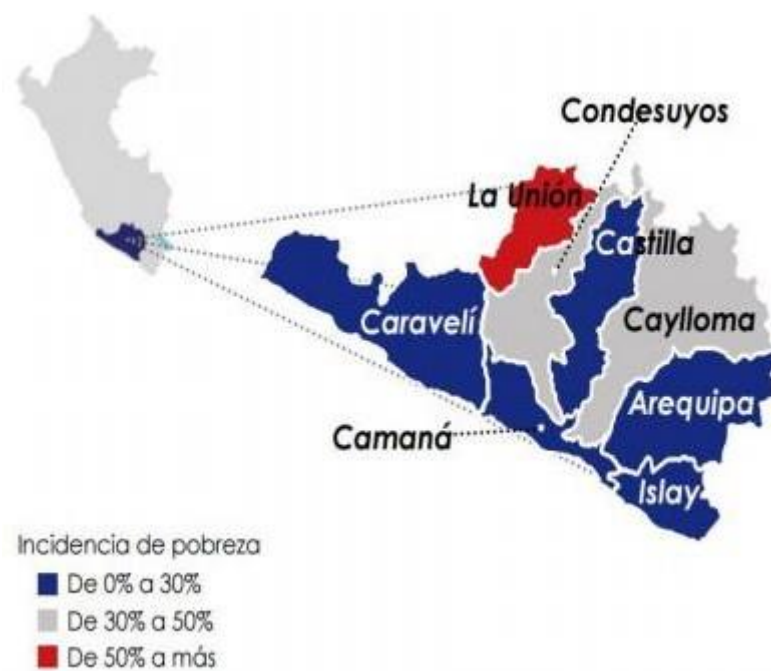 Condesuyos
La Unión
Castilla
Caravelí
Caylloma
Arequipa
Camaná
Islay
Incidencia de pobreza
De 0% a 30%
De 30% a 50%
De 50% a más